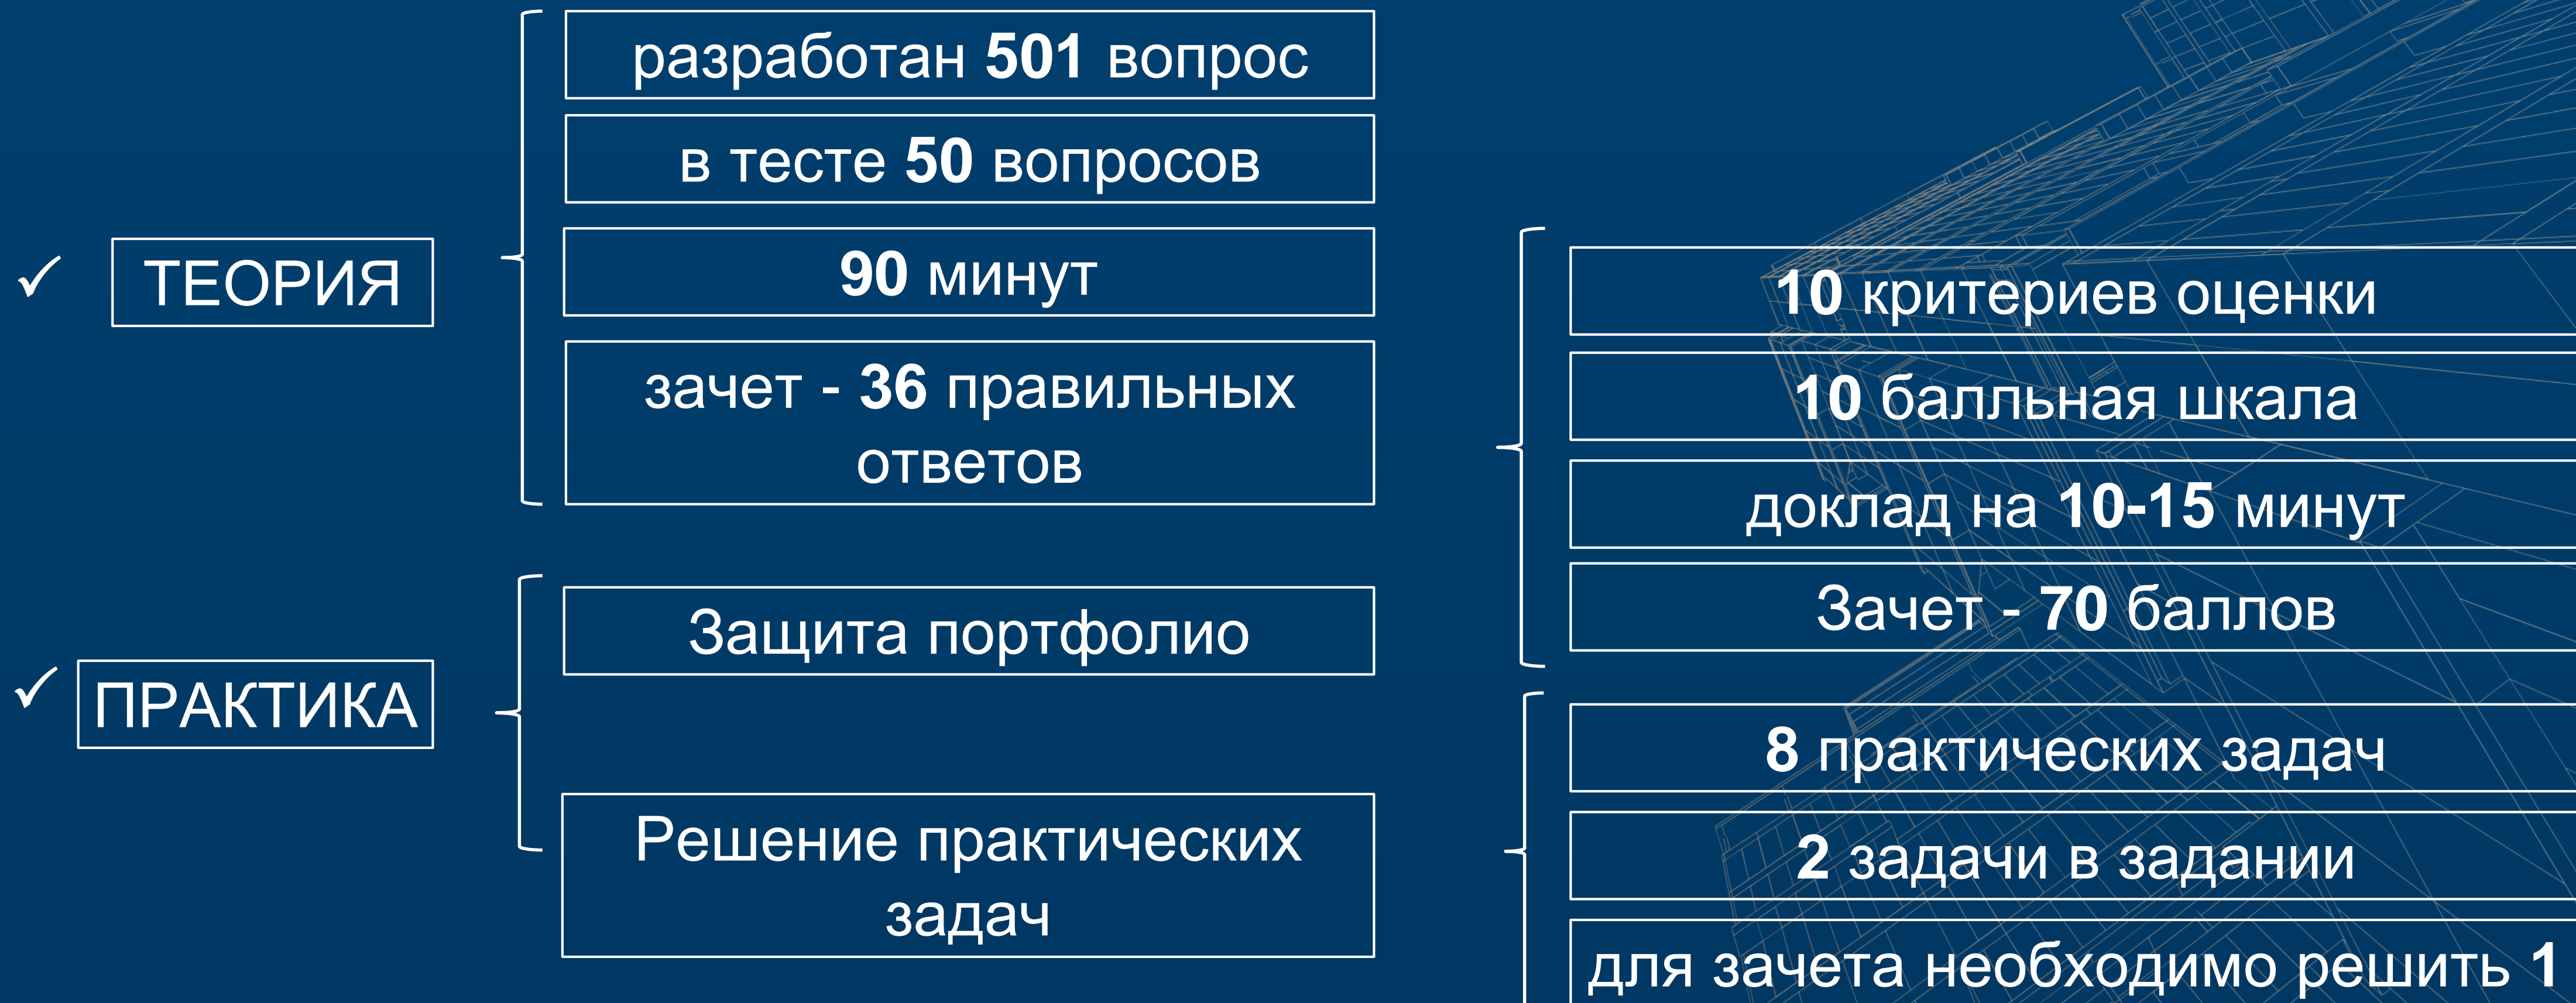 ТЕОРИЯ
разработан 501 вопрос
в тесте 50 вопросов
90 минут
зачет - 36 правильных
ответов
ПРАКТИКА
Защита портфолио
10 критериев оценки
10 балльная шкала
доклад на 10-15 минут
Зачет - 70 баллов
Решение практических
задач
8 практических задач
2 задачи в задании
для зачета необходимо решить 1